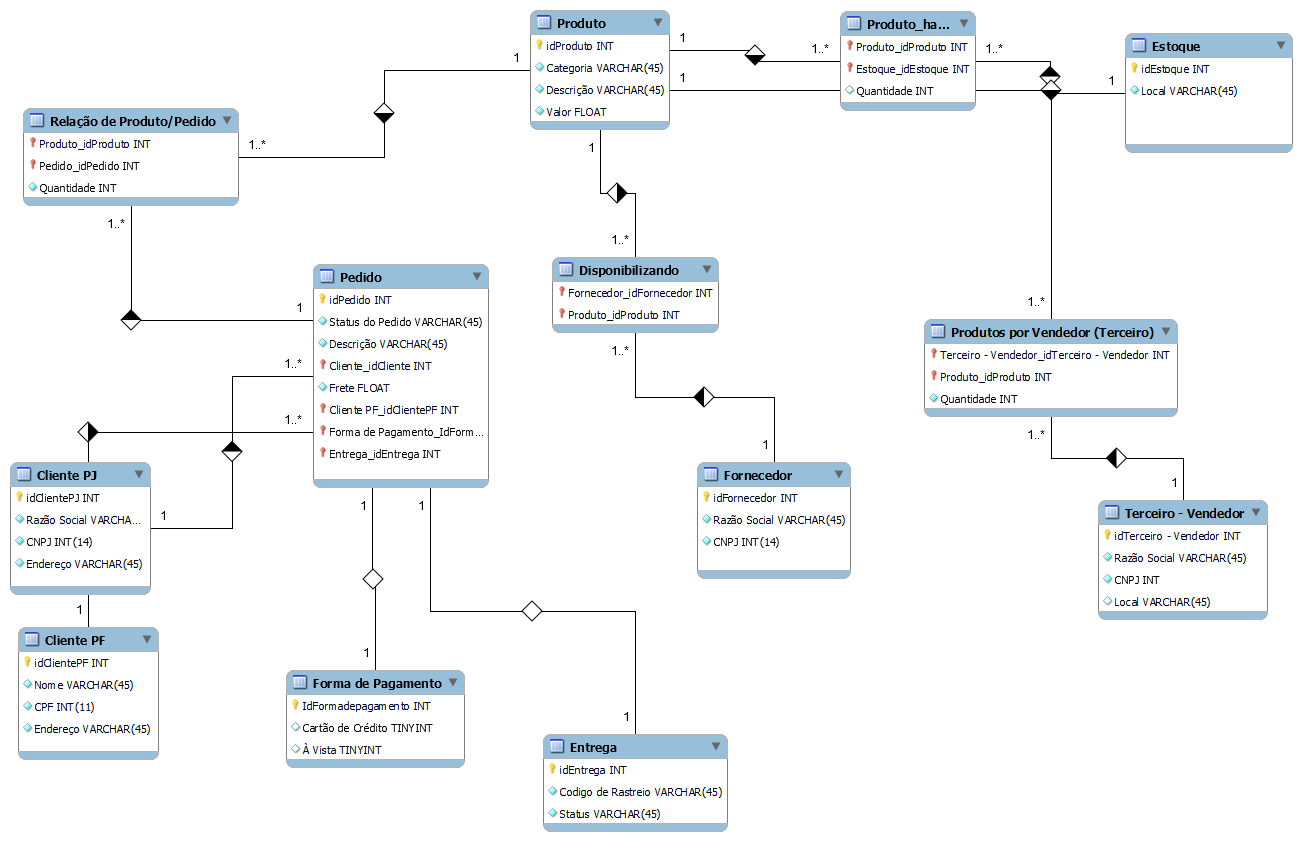 Produto
idProduto INT
Categoria VARCHAR(45)
Descrição VARCHAR(45)
Valor FLOAT
Produto_ha...
Produto_idProduto INT
Estoque_idEstoque INT
Quantidade INT
Estoque
idEstoque INT
Local VARCHAR(45)
1
1..*
1..*
1
1
1
1..*
1
1..*
1..*
Relação de Produto/Pedido
Produto_idProduto INT
Pedido_idPedido INT
Quantidade INT
1..*
1
Pedido
idPedido INT
Status do Pedido VARCHAR(45)
Descrição VARCHAR(45)
Cliente_idCliente INT
Frete FLOAT
Cliente PF_idClientePF INT
Forma de Pagamento_IdForm...
Entrega_idEntrega INT
1..*
1..*
1
1
Disponibilizando
Fornecedor_idFornecedor INT
Produto_idProduto INT
1..*
1
Produtos por Vendedor (Terceiro)
Terceiro - Vendedor_idTerceiro - Vendedor INT
Produto_idProduto INT
Quantidade INT
1..*
1
Cliente PJ
idClientePJ INT
Razão Social VARCHA...
CNPJ INT(14)
Endereço VARCHAR(45)
1
1
Fornecedor
idFornecedor INT
Razão Social VARCHAR(45)
CNPJ INT(14)
Terceiro - Vendedor
idTerceiro - Vendedor INT
Razão Social VARCHAR(45)
CNPJ INT
Local VARCHAR(45)
Cliente PF
idClientePF INT
Nome VARCHAR(45)
CPF INT(11)
Endereço VARCHAR(45)
1
Forma de Pagamento
IdFormadepagamento INT
Cartão de Crédito TINYINT
À Vista TINYINT
1
Entrega
idEntrega INT
Codigo de Rastreio VARCHAR(45)
Status VARCHAR(45)